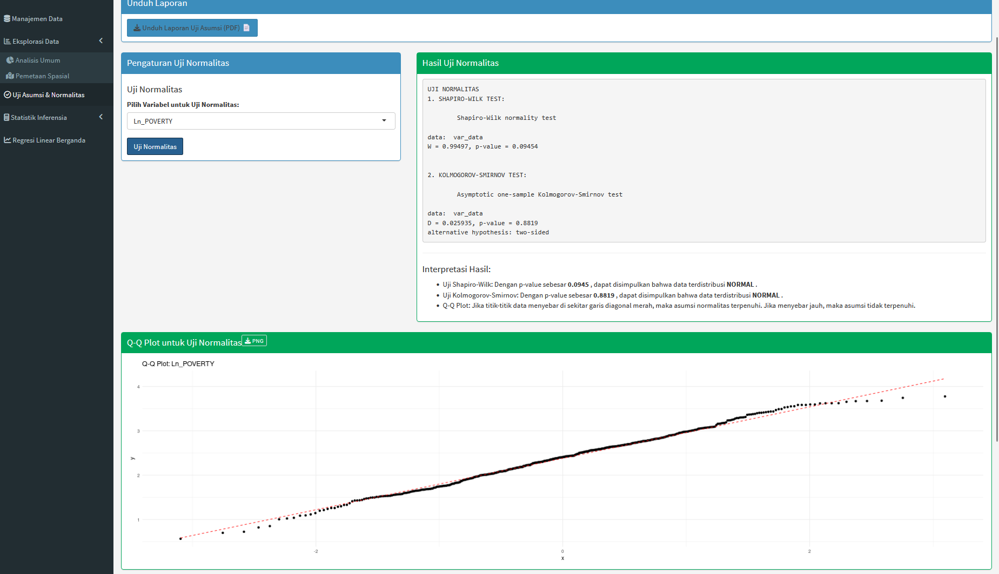 Unduh Laporan
Unduh Laporan Uji Asumsi (PDF)
Manajemen Data
Eksplorasi Data
Analisis Umum
Pemetaan Spasial
Uji Asumsi & Normalitas
Statistik Inferensia
Regresi Linear Berganda
Pengaturan Uji Normalitas
Uji Normalitas
Pilih Variabel untuk Uji Normalitas:
Ln_POVERTY
Uji Normalitas
Hasil Uji Normalitas
UJI NORMALITAS
1. SHAPIRO-WILK TEST:
Shapiro-Wilk normality test
data:  var_data
W = 0.99497, p-value = 0.09454
2. KOLMOGOROV-SMIRNOV TEST:
Asymptotic one-sample Kolmogorov-Smirnov test
data:  var_data
D = 0.025935, p-value = 0.8819
alternative hypothesis: two-sided
Interpretasi Hasil:
• Uji Shapiro-Wilk: Dengan p-value sebesar 0.0945 , dapat disimpulkan bahwa data terdistribusi NORMAL .
• Uji Kolmogorov-Smirnov: Dengan p-value sebesar 0.8819 , dapat disimpulkan bahwa data terdistribusi NORMAL .
• Q-Q Plot: Jika titik-titik data menyebar di sekitar garis diagonal merah, maka asumsi normalitas terpenuhi. Jika menyebar jauh, maka asumsi tidak terpenuhi.
Q-Q Plot untuk Uji Normalitas PNG
Q-Q Plot: Ln_POVERTY
4
3
y
2
1
-2 0 2
x